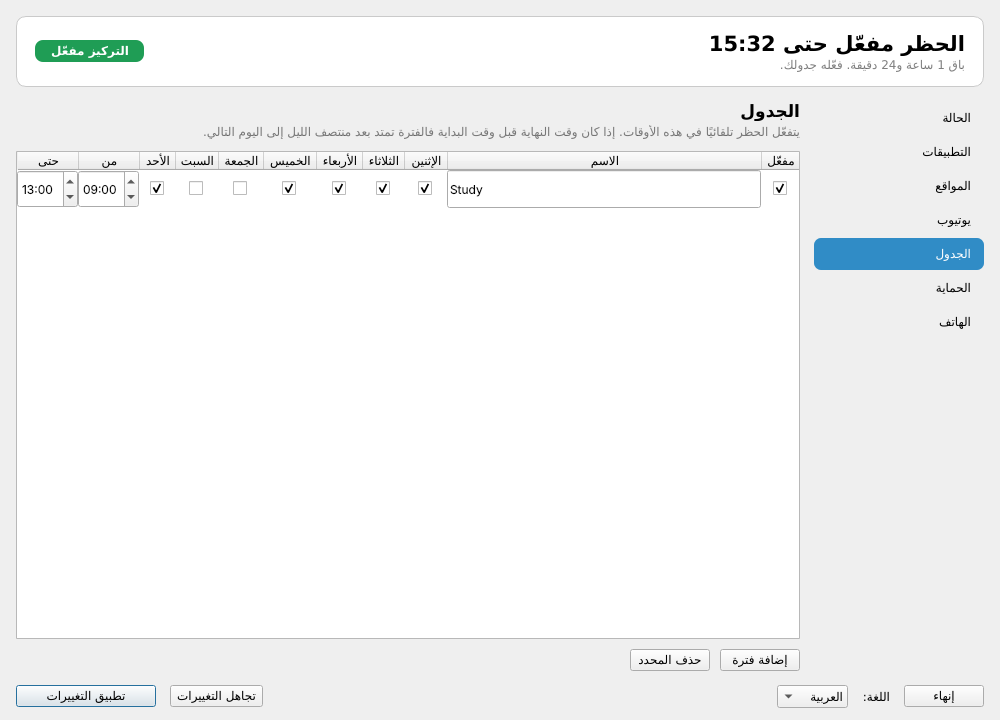 الحظر مفعّل حتى 15:32
باق 1 ساعة و24 دقيقة. فعّله جدولك.
التركيز مفعّل
الحالة
التطبيقات
المواقع
يوتيوب
الجدول
الحماية
الهاتف
الجدول
يتفعّل الحظر تلقائيًا في هذه الأوقات. إذا كان وقت النهاية قبل وقت البداية فالفترة تمتد بعد منتصف الليل إلى اليوم التالي.
مفعّل الاسم الإثنين الثلاثاء الأربعاء الخميس الجمعة السبت الأحد من حتى
Study 09:00 13:00
إضافة فترة حذف المحدد
إنهاء اللغة: العربية تجاهل التغييرات تطبيق التغييرات